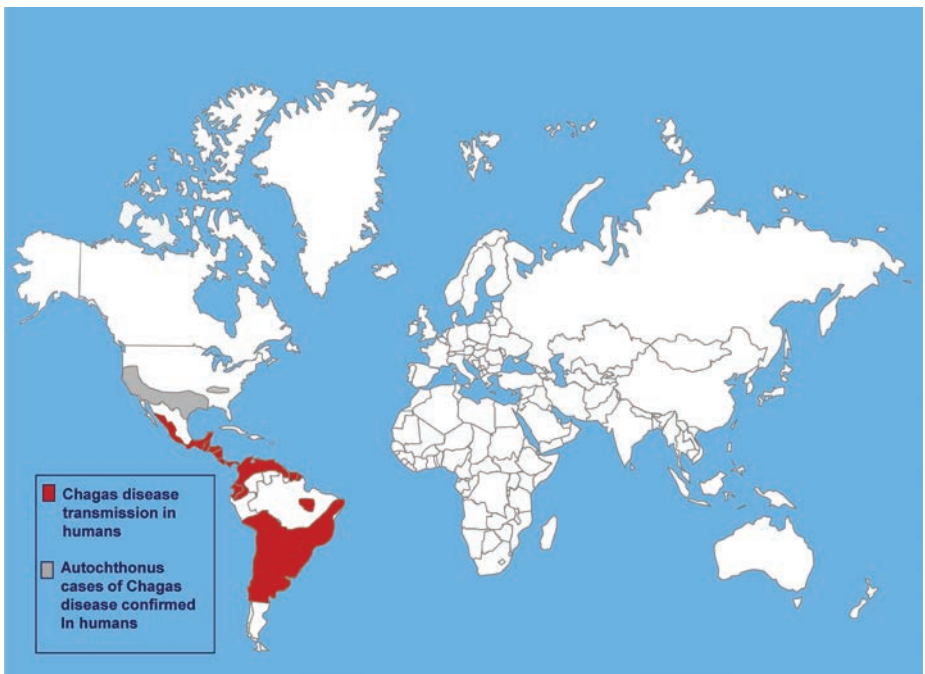 Chagas disease
transmission in
humans
Autochthonus
cases of Chagas
disease confirmed
In humans